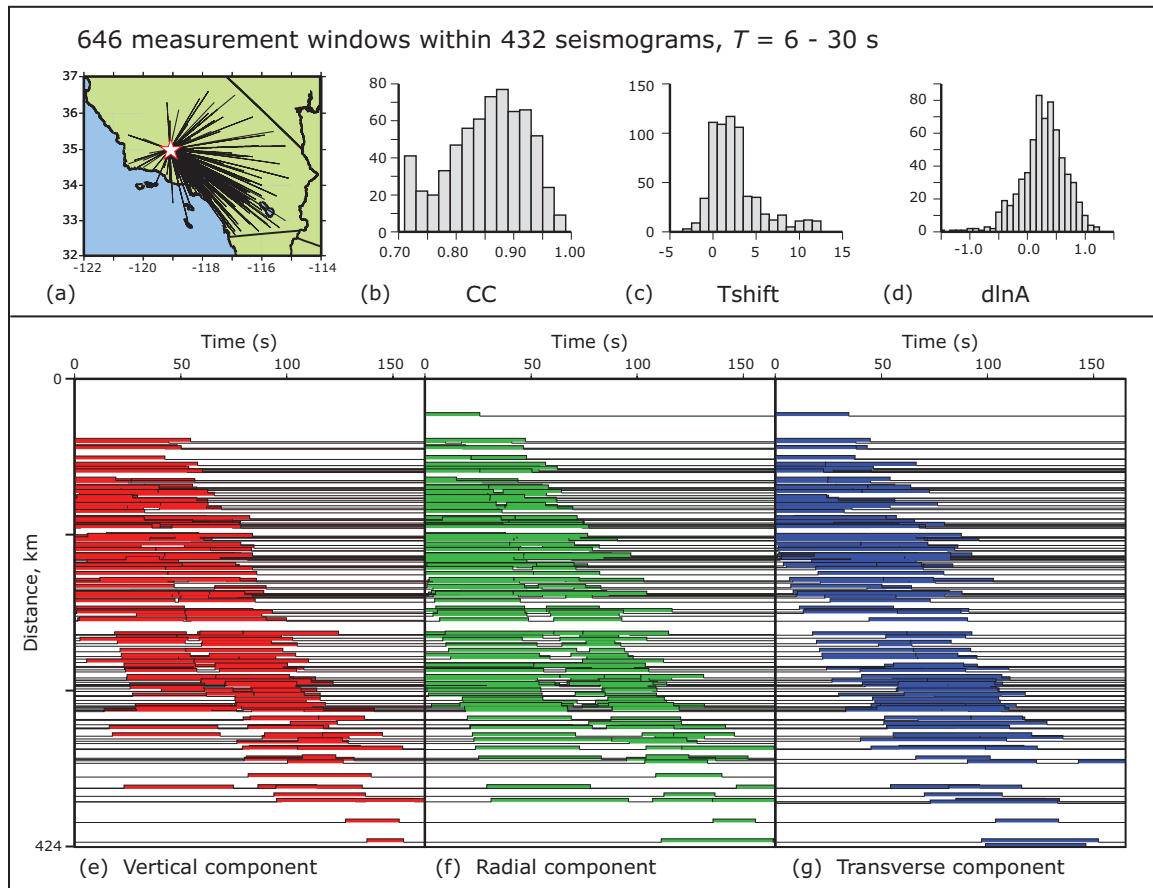 646 measurement windows within 432 seismograms, T = 6 - 30 s
37
36
35
34
33
32
-122 -120 -118 -116 -114
80
60
40
20
0
0.70 0.80 0.90 1.00
150
100
50
0
-5 0 5 10 15
80
60
40
20
0
-1.0 0.0 1.0
(a) (b) CC (c) Tshift (d) dlnA
Time (s) Time (s) Time (s)
0 50 100 150 0 50 100 150 0 50 100 150
0
Distance, km
424
(e) Vertical component (f) Radial component (g) Transverse component